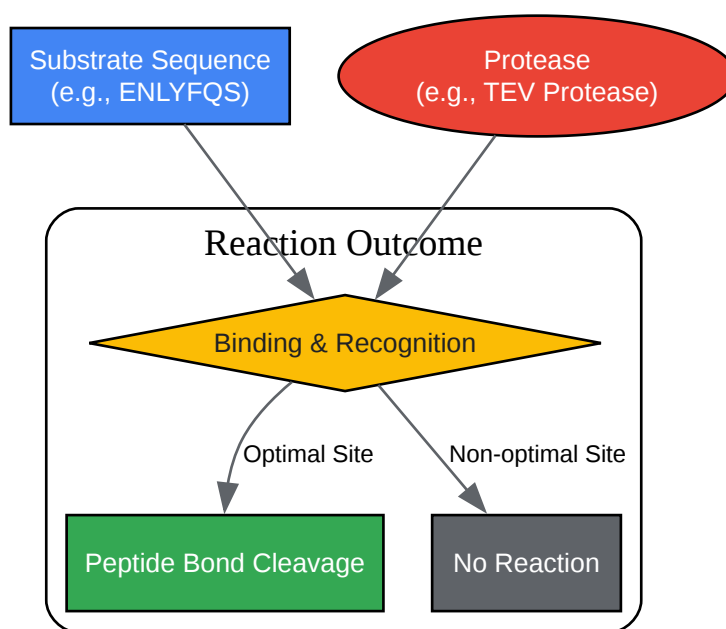 Substrate Sequence
(e.g., ENLYFQS)
Protease
(e.g., TEV Protease)
Reaction Outcome
Binding & Recognition
Optimal Site
Non-optimal Site
Peptide Bond Cleavage
No Reaction